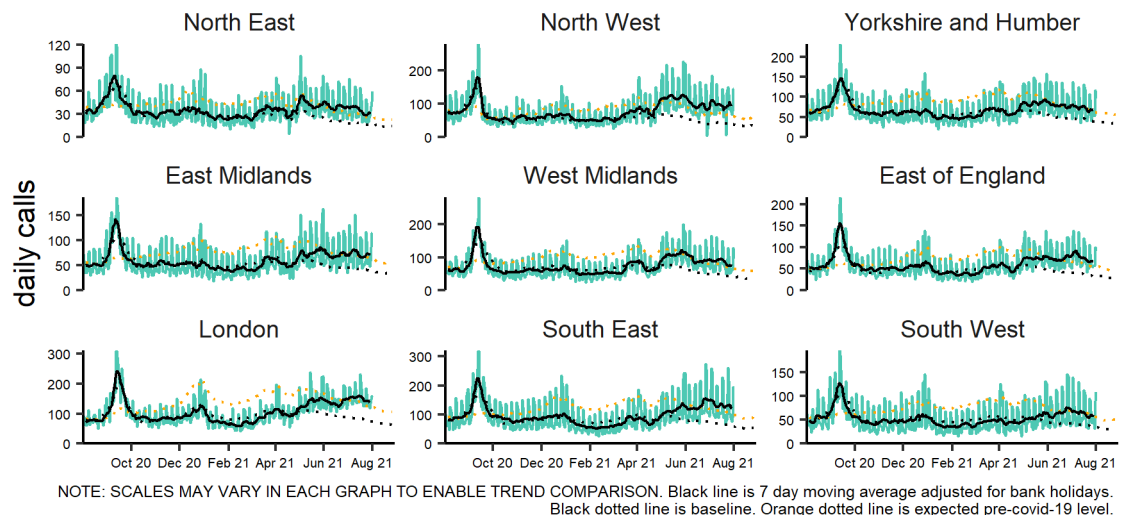 North East
North West
Yorkshire and Humber
120
90
60
30
0
200
100
0
200
150
100
50
0
East Midlands
West Midlands
East of England
150
100
50
0
200
100
0
200
150
100
50
0
daily calls
London
South East
South West
300
200
100
0
300
200
100
0
150
100
50
0
Oct 20 Dec 20 Feb 21 Apr 21 Jun 21 Aug 21
Oct 20 Dec 20 Feb 21 Apr 21 Jun 21 Aug 21
Oct 20 Dec 20 Feb 21 Apr 21 Jun 21 Aug 21
NOTE: SCALES MAY VARY IN EACH GRAPH TO ENABLE TREND COMPARISON. Black line is 7 day moving average adjusted for bank holidays.
Black dotted line is baseline. Orange dotted line is expected pre-covid-19 level.